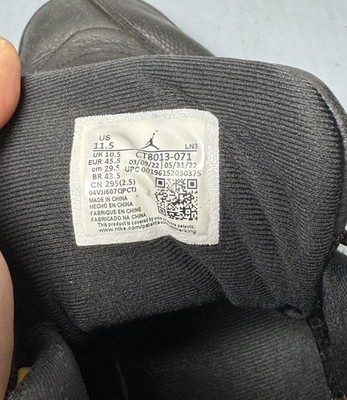 US
11.5 LN3
UK 10.5 CT8013-071
EUR 45.5 03/09/22 05/31/22
cm 29.5 UPC 00196152030375
BR 43.5
CN 295(2.5)
MADE IN CHINA
HECHO EN CHINA
FABRIQUE EN CHINE
FABRICADO NA CHINA